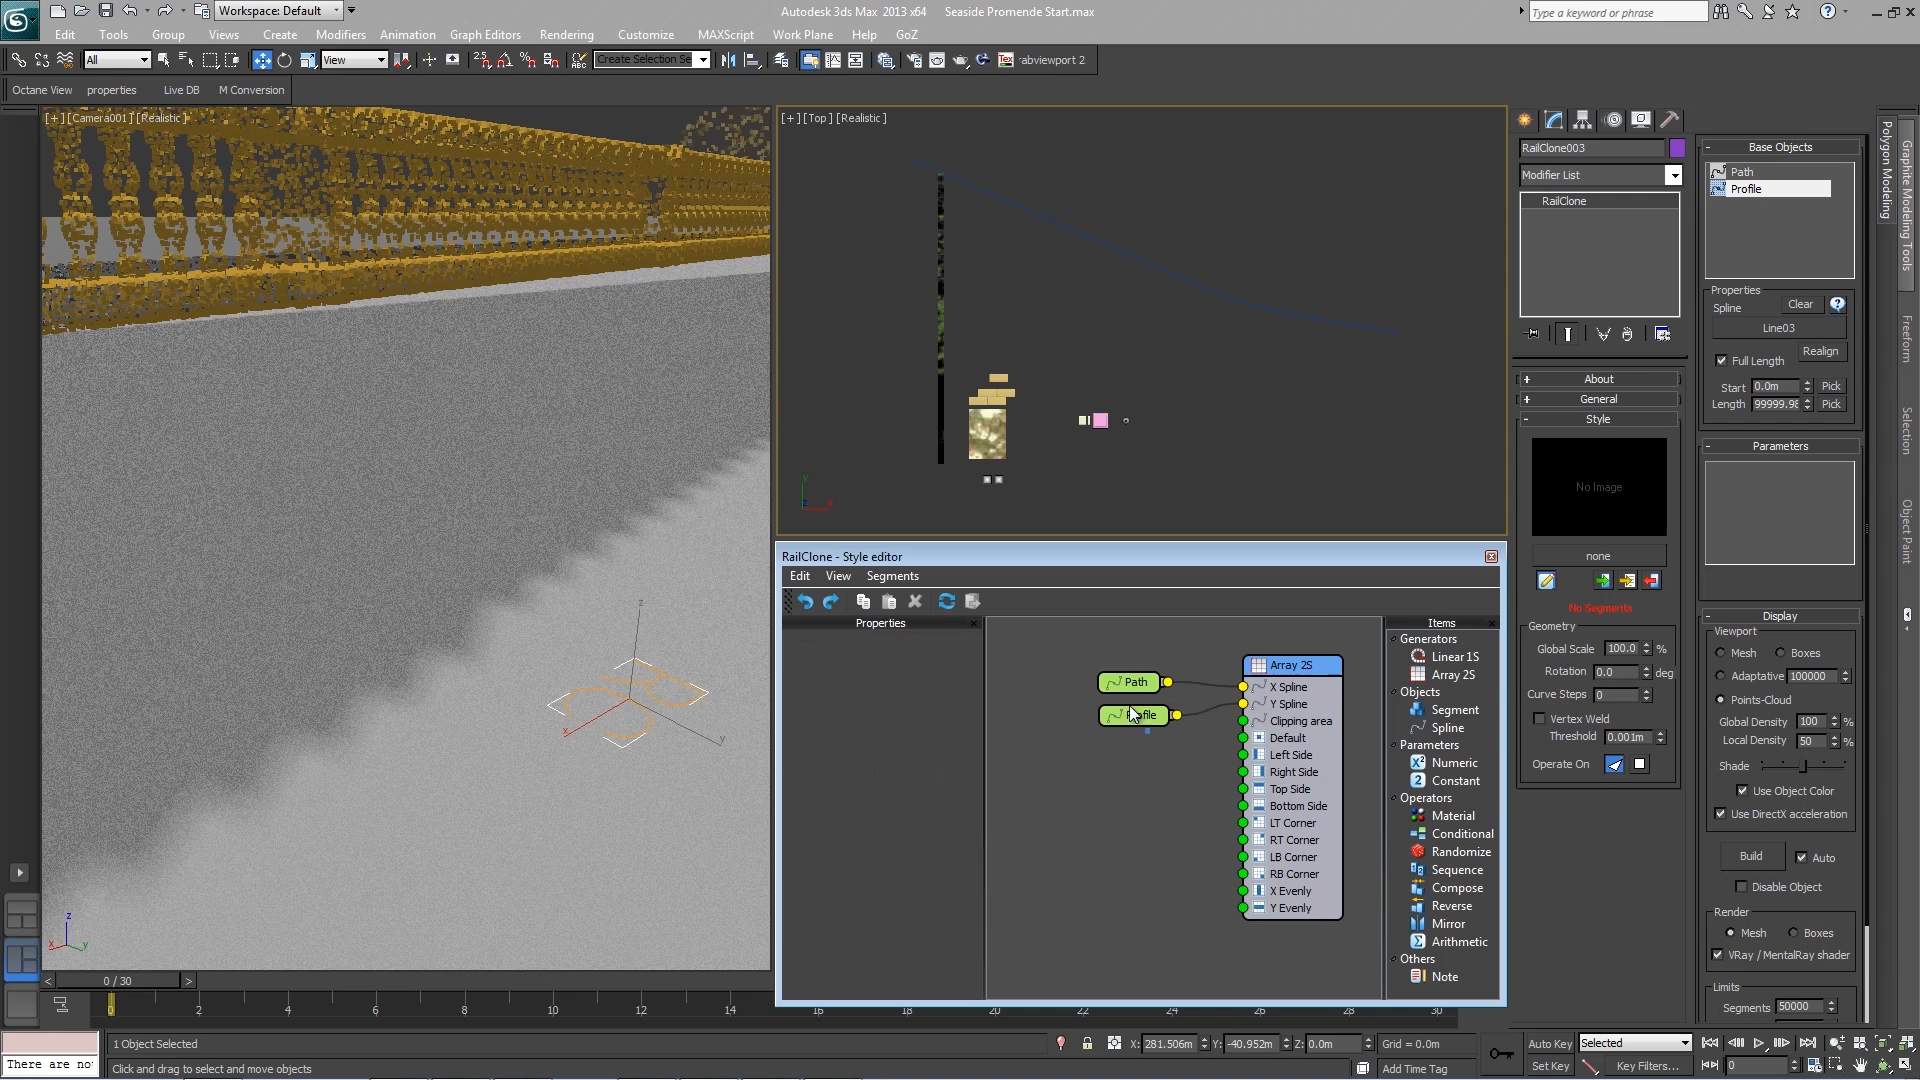 Workspace: Default
Autodesk 3ds Max 2013 x64 Seaside Promende Start.max
Type a keyword or phrase
Edit Tools Group Views Create Modifiers Animation Graph Editors Rendering Customize MAXScript Work Plane Help GoZ
All View 2.5 Create Selection Se Tex rabviewport 2
Octane View properties Live DB M Conversion
[+] [Camera001] [Realistic]
[+] [Top] [Realistic]
RailClone003
Modifier List
RailClone
+ About
+ General
- Style
No Image
none
No Segments
Geometry
Global Scale 100.0 %
Rotation 0.0 deg
Curve Steps 0
Vertex Weld
Threshold 0.001m
Operate On
- Base Objects
Path
Profile
Properties
Spline Clear
Line03
Full Length Realign
Start 0.0m Pick
Length 99999.98 Pick
- Parameters
- Display
Viewport
Mesh Boxes
Adaptive 100000
Points-Cloud
Global Density 100 %
Local Density 50 %
Shade
Use Object Color
Use DirectX acceleration
Build Auto
Disable Object
Render
Mesh Boxes
VRay / MentalRay shader
Limits
Segments 50000
Polygon Modeling
Graphite Modeling Tools
Freeform
Selection
Object Paint
RailClone - Style editor
Edit View Segments
Properties
Path
Array 2S
X Spline
Y Spline
Clipping area
Default
Left Side
Right Side
Top Side
Bottom Side
LT Corner
RT Corner
LB Corner
RB Corner
X Evenly
Y Evenly
Items
Generators
Linear 1S
Array 2S
Objects
Segment
Spline
Parameters
Numeric
Constant
Operators
Material
Conditional
Randomize
Sequence
Compose
Reverse
Mirror
Arithmetic
Others
Note
z
x
y
z
x
y
< 0 / 30 >
0 2 4 6 8 10 12 14 16 18 20 22 24 26 28 30
1 Object Selected
X: 281.506m Y: -40.952m Z: 0.0m Grid = 0.0m
Auto Key Selected
There are no
Click and drag to select and move objects
Add Time Tag
Set Key Key Filters... 0